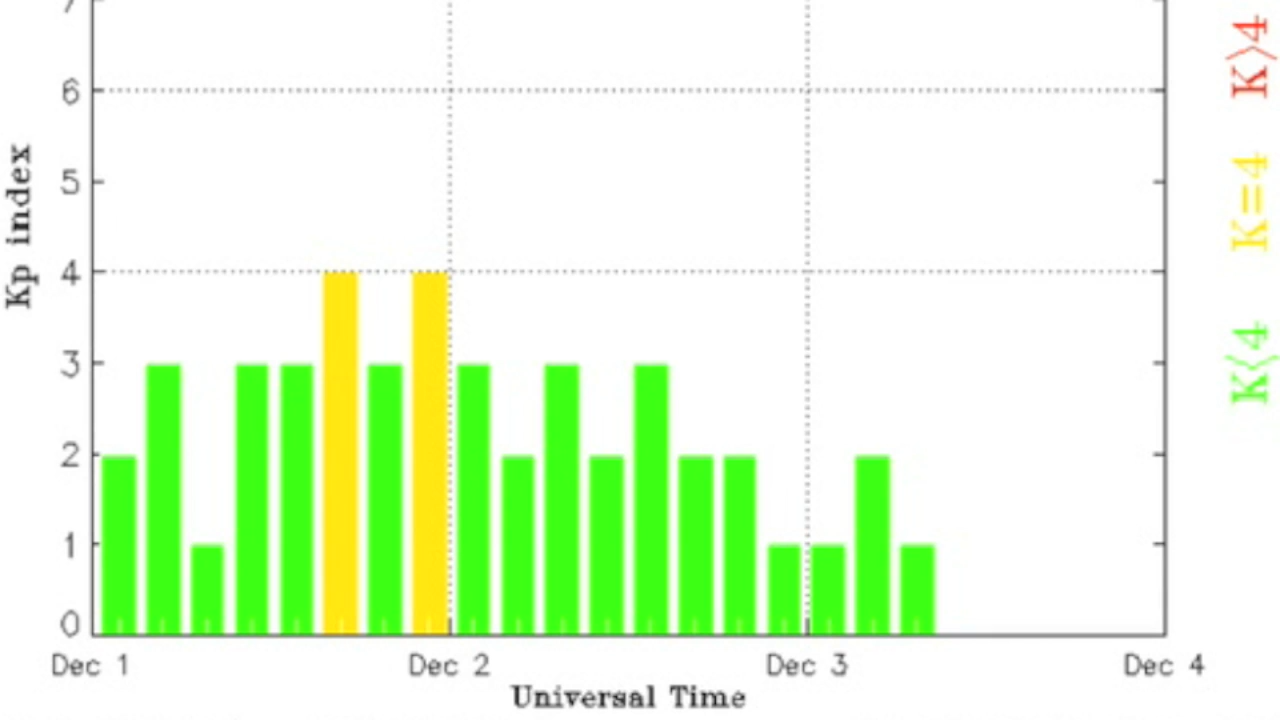 7
6
5
4
3
2
1
0
Kp index
Dec 1 Dec 2 Dec 3 Dec 4
Universal Time
K>4
K=4
K<4